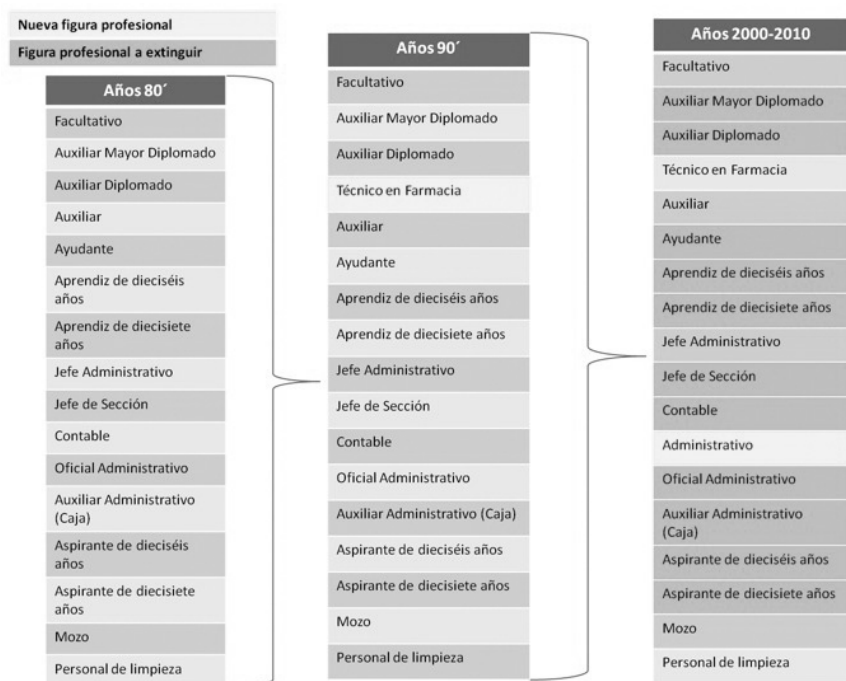 Nueva figura profesional
Figura profesional a extinguir
Años 80´
Facultativo
Auxiliar Mayor Diplomado
Auxiliar Diplomado
Auxiliar
Ayudante
Aprendiz de dieciséis
años
Aprendiz de decisiete
años
Jefe Administrativo
Jefe de Sección
Contable
Oficial Administrativo
Auxiliar Administrativo
(Caja)
Aspirante de dieciséis
años
Aspirante de diecisiete
años
Mozo
Personal de limpieza
Años 90´
Facultativo
Auxiliar Mayor Diplomado
Auxiliar Diplomado
Técnico en Farmacia
Auxiliar
Ayudante
Aprendiz de dieciséis años
Aprendiz de decisiete años
Jefe Administrativo
Jefe de Sección
Contable
Oficial Administrativo
Auxiliar Administrativo (Caja)
Aspirante de dieciséis años
Aspirante de diecisiete años
Mozo
Personal de limpieza
Años 2000-2010
Facultativo
Auxiliar Mayor Diplomado
Auxiliar Diplomado
Técnico en Farmacia
Auxiliar
Ayudante
Aprendiz de dieciséis años
Aprendiz de decisiete años
Jefe Administrativo
Jefe de Sección
Contable
Administrativo
Oficial Administrativo
Auxiliar Administrativo
(Caja)
Aspirante de dieciséis años
Aspirante de diecisiete años
Mozo
Personal de limpieza